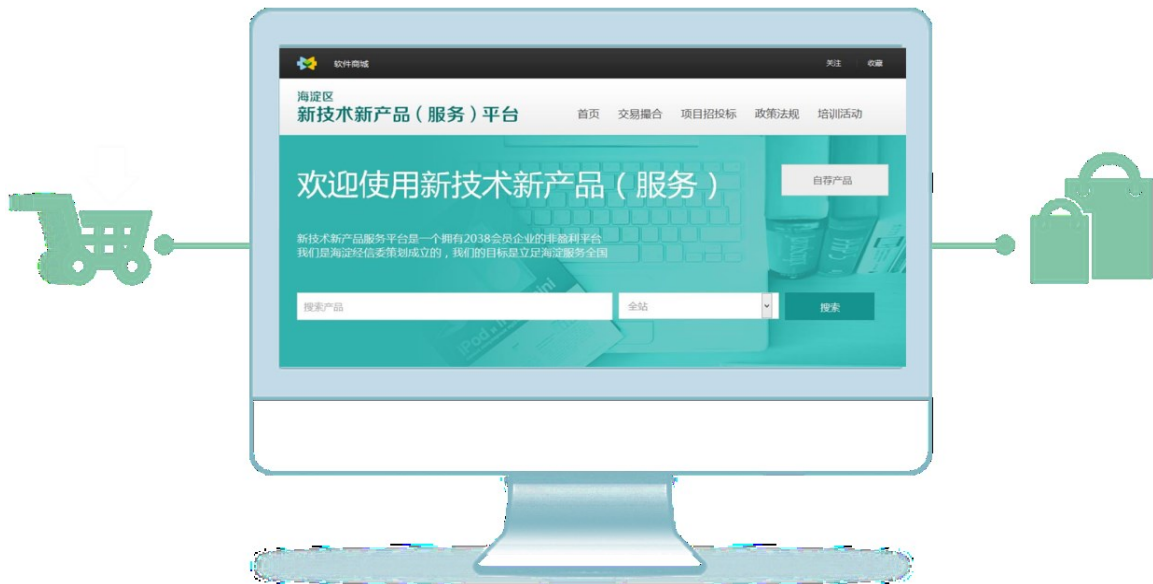 软件商城
关注 收藏
海淀区
新技术新产品（服务）平台
首页 交易撮合 项目招投标 政策法规 培训活动
欢迎使用新技术新产品（服务）
自荐产品
新技术新产品服务平台是一个拥有2038会员企业的非盈利平台
我们是海淀经信委策划成立的，我们的目标是立足海淀服务全国
搜索产品
全站
搜索